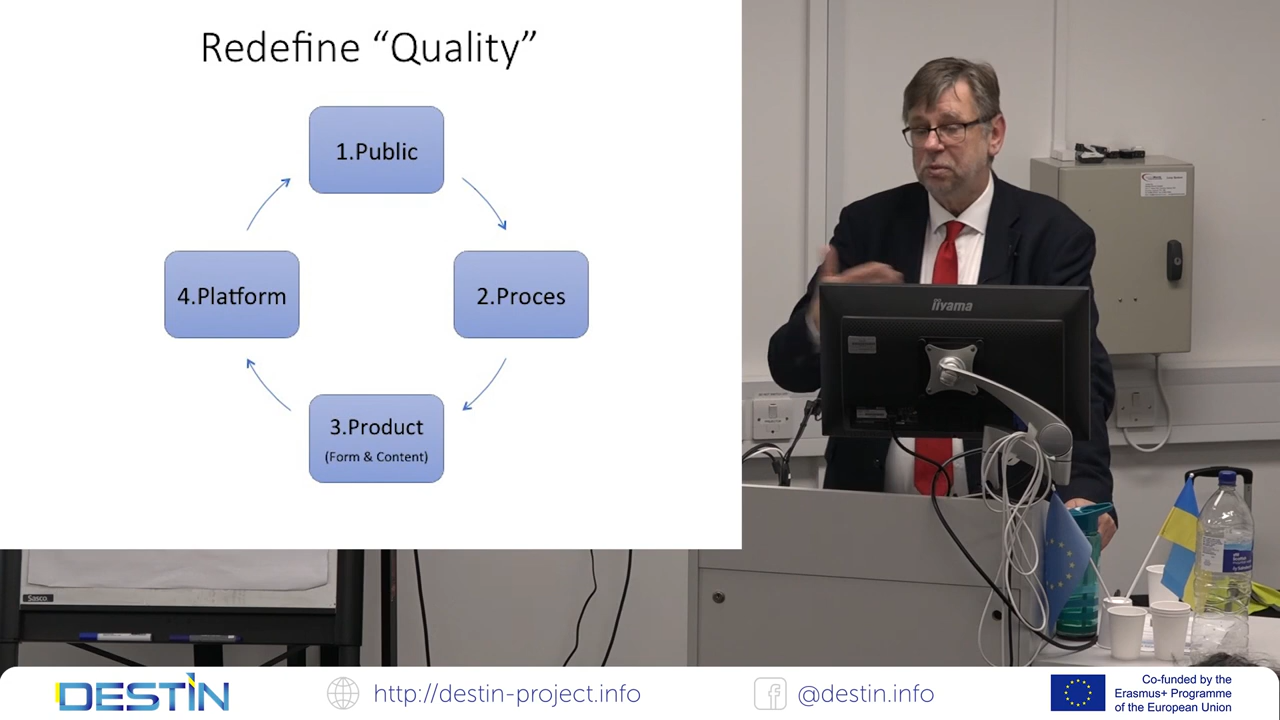 Redefine “Quality”
1.Public
4.Platform
2.Proces
3.Product
(Form & Content)
iiyama
Sasco
DESTIN
http://destin-project.info
@destin.info
Co-funded by the
Erasmus+ Programme
of the European Union